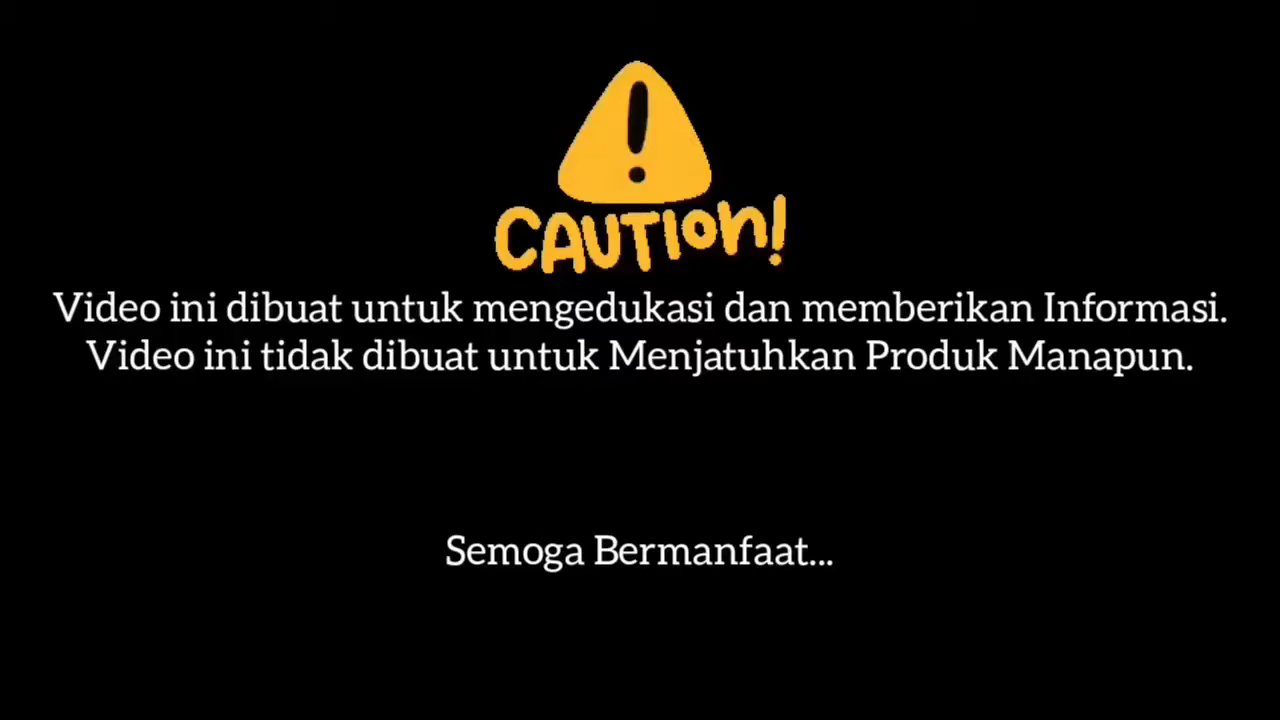 CAUTION!
Video ini dibuat untuk mengedukasi dan memberikan Informasi.
Video ini tidak dibuat untuk Menjatuhkan Produk Manapun.
Semoga Bermanfaat...